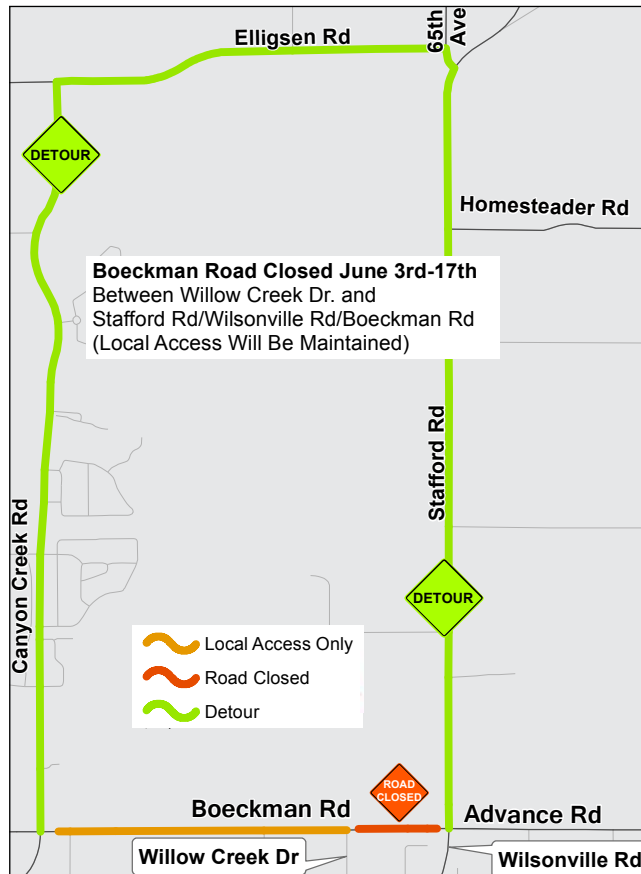 Elligsen Rd
65th
Ave
DETOUR
Homesteader Rd
Boeckman Road Closed June 3rd-17th
Between Willow Creek Dr. and
Stafford Rd/Wilsonville Rd/Boeckman Rd
(Local Access Will Be Maintained)
Stafford Rd
Canyon Creek Rd
DETOUR
Local Access Only
Road Closed
Detour
ROAD
CLOSED
Boeckman Rd
Advance Rd
Willow Creek Dr
Wilsonville Rd